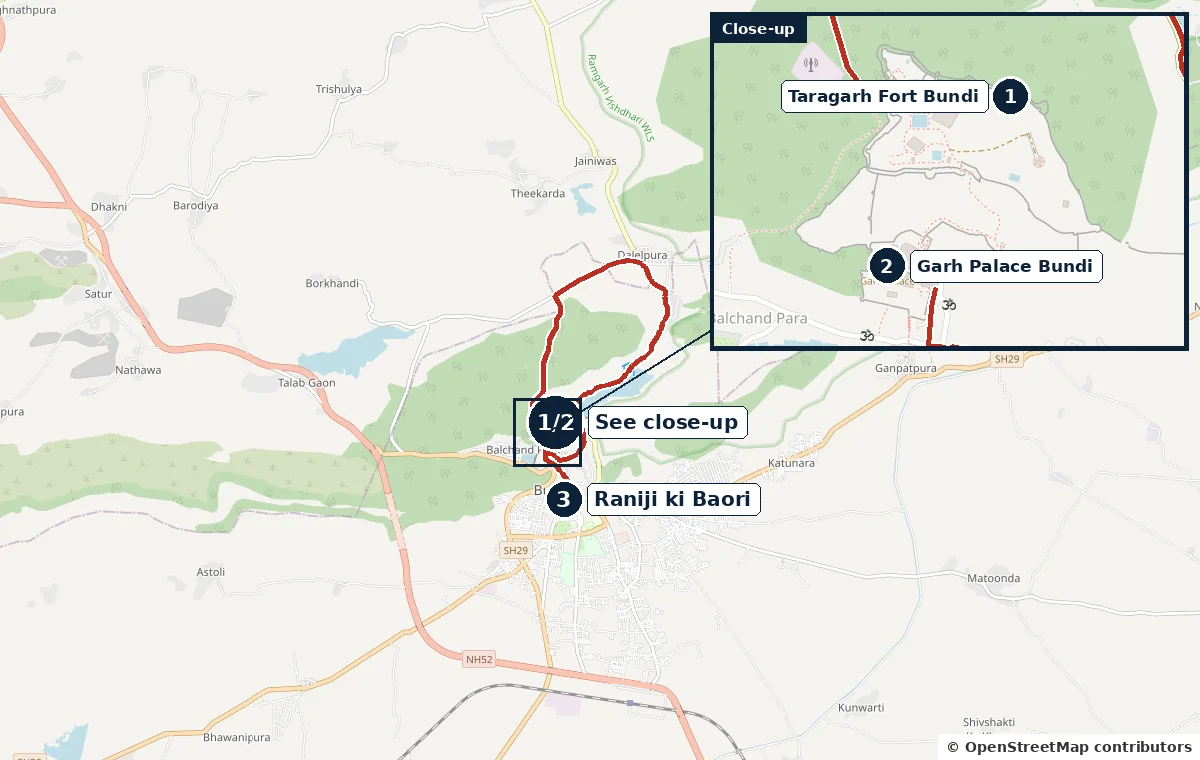 ghnathpura
Trishulya
Ramgarh Vishdhari WLS
Jainiwas
Theekarda
Dhakni
Barodiya
Dalelpura
Borkhandi
Satur
Nathawa
Talab Gaon
Close-up
Taragarh Fort Bundi
1
2
Garh Palace Bundi
ॐ
ॐ
Balchand Para
SH29
Ganpatpura
1/2
See close-up
Katunara
3
Raniji ki Baori
SH29
Astoli
Matoonda
NH52
Kunwarti
Shivshakti
Bhawanipura
© OpenStreetMap contributors